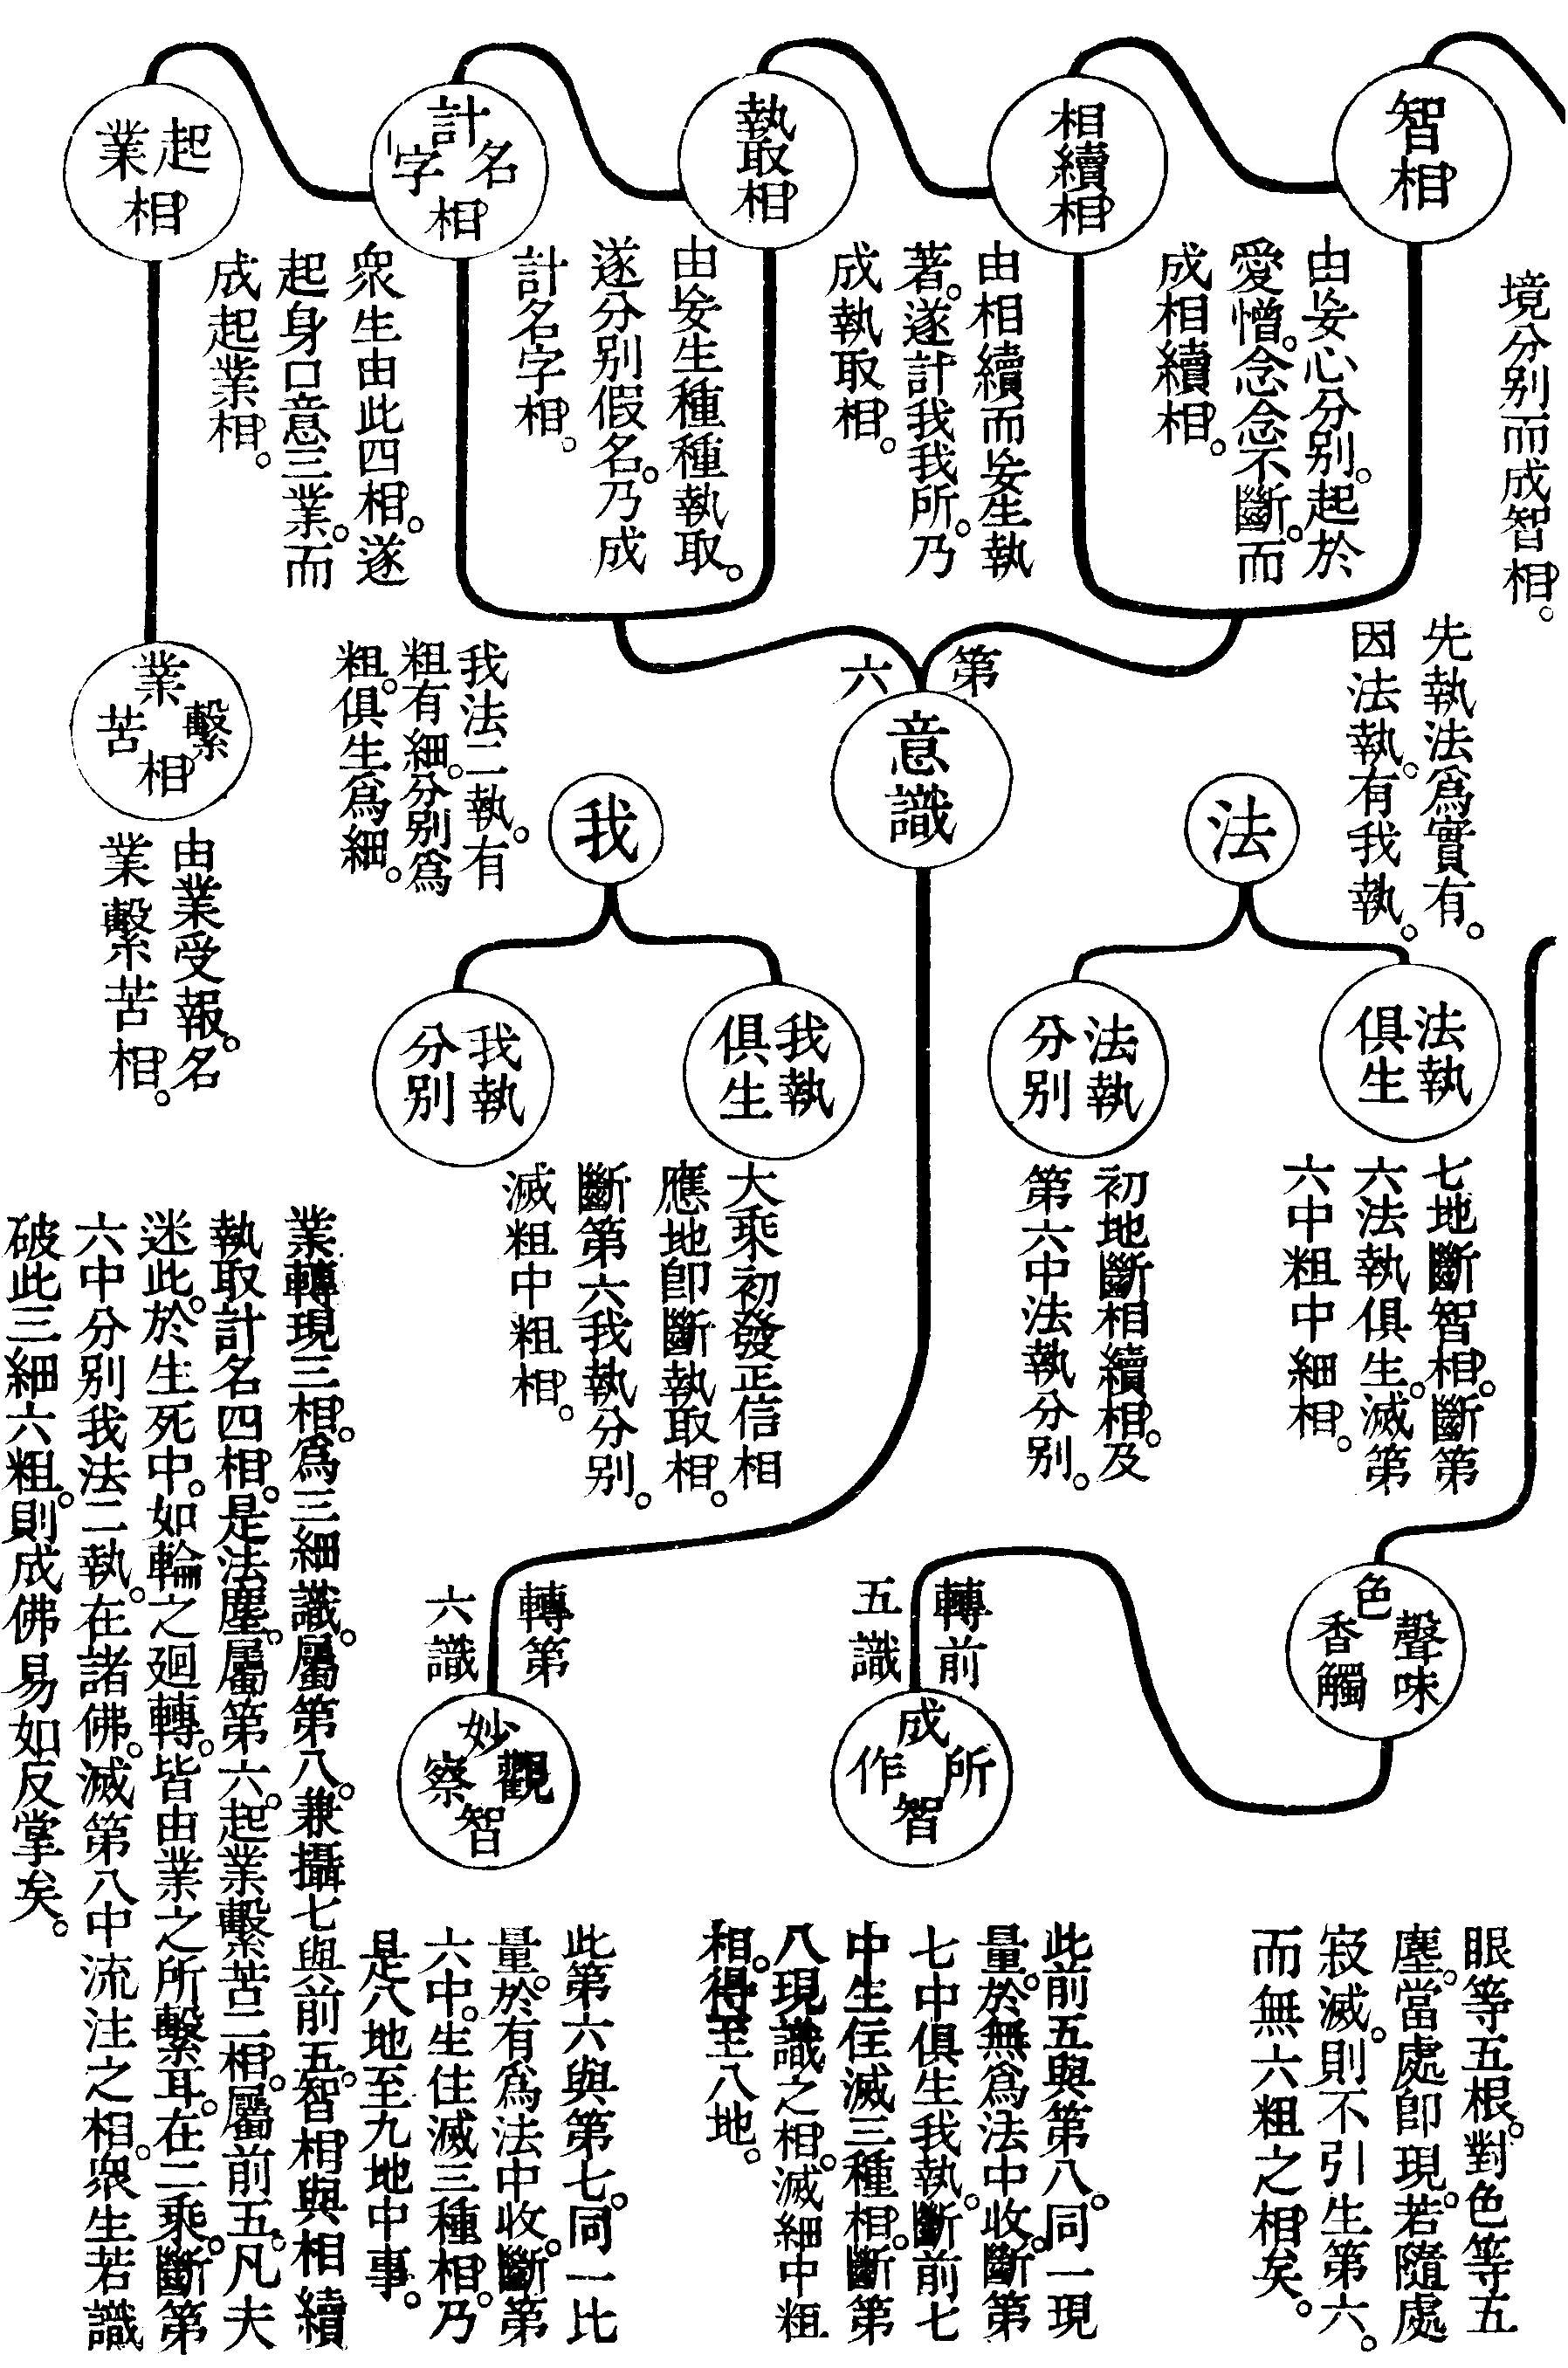 境分別而成智相。
智相
由妄心分別。起於
愛憎。念念不斷。而
成相續相。
相續相
由相續而妄生執
著。遂計我我所。乃
成執取相。
執取相
由妄生種種執取。
遂分別假名。乃成
計名字相。
計名字相
眾生由此四相。遂
起身口意三業。而
成起業相。
起業相
先執法爲實有。
因法執。有我執。
第六
意識
我法二執。有
粗有細。分別爲
粗。俱生爲細。
業繫苦相
由業受報。名
業繫苦相。
法
我
法執俱生
七地斷智相。斷第
六法執俱生。滅第
六中粗中細相。
法執分別
初地斷相續相。及
第六中法執分別。
我執俱生
大乘初發正信相
應地卽斷執取相。
斷第六我執分別。
滅粗中粗相。
我執分別
色聲香味觸
眼等五根。對色等五
塵。當處卽現。若隨處
寂滅。則不引生第六。
而無六粗之相矣。
轉前
五識
成所作智
此前五與第八。同一現
量。於無爲法中收。斷第
七中俱生我執。斷前七
中生住滅三種相。斷第
八現識之相。滅細中粗
相。得至八地。
轉第
六識
妙觀察智
此第六與第七。同一比
量。於有爲法中收。斷第
六中。生住滅三種相。乃
是八地至九地中事。
業轉現三相。爲三細識。屬第八。兼攝七與前五。智相與相續
執取計名四相。是法塵。屬第六。起業繫苦二相。屬前五。凡夫
迷此。於生死中。如輪之廻轉。皆由業之所繫耳。在二乘。斷第
六中分別我法二執。在諸佛。滅第八中流注之相。眾生若識
破此三細六粗。則成佛易如反掌矣。